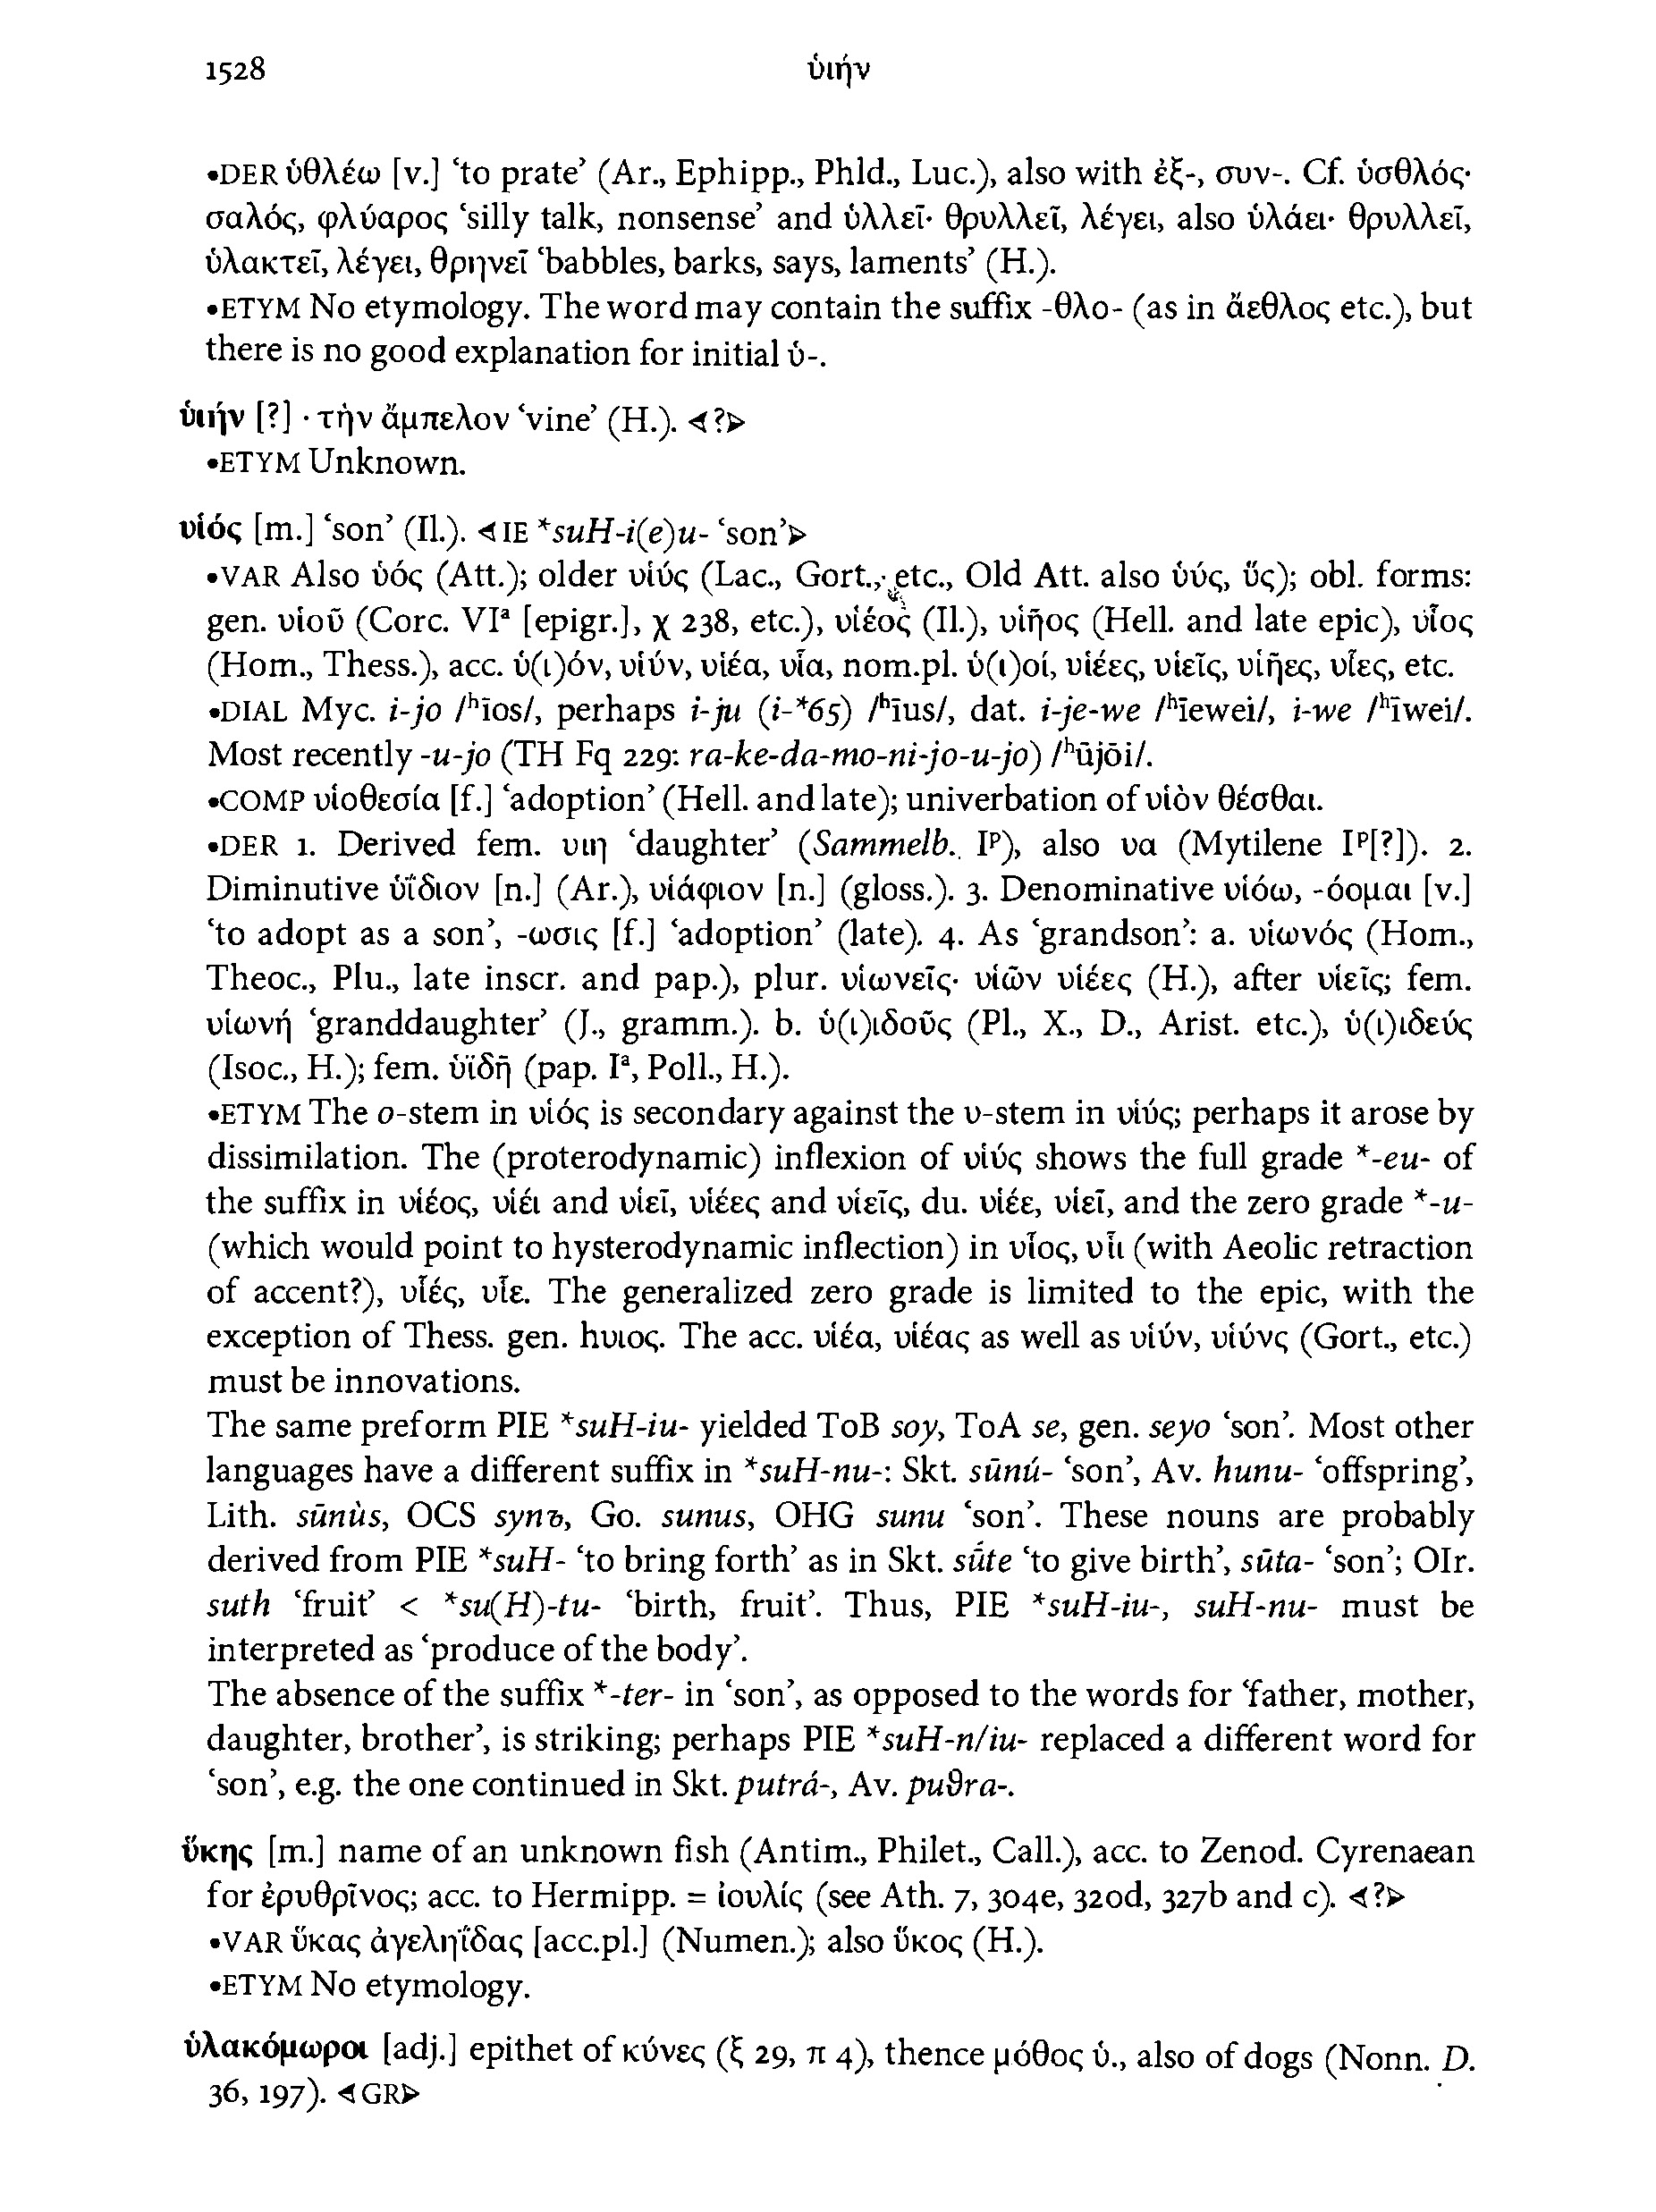 1528 ὑιήν
•DER ὑθλέω [v.] ‘to prate’ (Ar., Ephipp., Phld., Luc.), also with ἐξ-, συν-. Cf. ὑσθλός·
σαλός, φλύαρος ‘silly talk, nonsense’ and ὑλλεῖ· θρυλλεῖ, λέγει, also ὑλάει· θρυλλεῖ,
ὑλακτεῖ, λέγει, θρηνεῖ ‘babbles, barks, says, laments’ (H.).
•ETYM No etymology. The word may contain the suffix -θλο- (as in ἄεθλος etc.), but
there is no good explanation for initial ὑ-.
ὑιήν [?] · τὴν ἄμπελον ‘vine’ (H.). ⊲?⊳
•ETYM Unknown.
υἱός [m.] ‘son’ (Il.). ⊲IE *suH-i(e)u- ‘son’⊳
•VAR Also ὑός (Att.); older υἱύς (Lac., Gort., etc., Old Att. also ὑύς, ὕς); obl. forms:
gen. υἱοῦ (Corc. VIᵃ [epigr.], χ 238, etc.), υἱέος (Il.), υἱῆος (Hell. and late epic), υἷος
(Hom., Thess.), acc. ὑ(ι)όν, υἱύν, υἱέα, υἷα, nom.pl. ὑ(ι)οί, υἱέες, υἱεῖς, υἱῆες, υἷες, etc.
•DIAL Myc. i-jo /ʰīos/, perhaps i-ju (i-*65) /ʰīus/, dat. i-je-we /ʰīewei/, i-we /ʰīwei/.
Most recently -u-jo (TH Fq 229: ra-ke-da-mo-ni-jo-u-jo) /ʰūjōi/.
•COMP υἱοθεσία [f.] ‘adoption’ (Hell. and late); univerbation of υἱὸν θέσθαι.
•DER 1. Derived fem. υιη ‘daughter’ (Sammelb. Iᵖ), also υα (Mytilene Iᵖ[?]). 2.
Diminutive ὑΐδιον [n.] (Ar.), υἱάφιον [n.] (gloss.). 3. Denominative υἱόω, -όομαι [v.]
‘to adopt as a son’, -ωσις [f.] ‘adoption’ (late). 4. As ‘grandson’: a. υἱωνός (Hom.,
Theoc., Plu., late inscr. and pap.), plur. υἱωνεῖς· υἱῶν υἱέες (H.), after υἱεῖς; fem.
υἱωνή ‘granddaughter’ (J., gramm.). b. ὑ(ι)ιδοῦς (Pl., X., D., Arist. etc.), ὑ(ι)ιδεύς
(Isoc., H.); fem. ὑϊδῆ (pap. Iᵃ, Poll., H.).
•ETYM The o-stem in υἱός is secondary against the υ-stem in υἱύς; perhaps it arose by
dissimilation. The (proterodynamic) inflexion of υἱύς shows the full grade *-eu- of
the suffix in υἱέος, υἱέι and υἱεῖ, υἱέες and υἱεῖς, du. υἱέε, υἱεῖ, and the zero grade *-u-
(which would point to hysterodynamic inflection) in υἷος, υἷι (with Aeolic retraction
of accent?), υἷές, υἷε. The generalized zero grade is limited to the epic, with the
exception of Thess. gen. hυιος. The acc. υἱέα, υἱέας as well as υἱύν, υἱύνς (Gort., etc.)
must be innovations.
The same preform PIE *suH-iu- yielded ToB soy, ToA se, gen. seyo ‘son’. Most other
languages have a different suffix in *suH-nu-: Skt. sūnú- ‘son’, Av. hunu- ‘offspring’,
Lith. sūnùs, OCS synъ, Go. sunus, OHG sunu ‘son’. These nouns are probably
derived from PIE *suH- ‘to bring forth’ as in Skt. sū́te ‘to give birth’, sūta- ‘son’; OIr.
suth ‘fruit’ < *su(H)-tu- ‘birth, fruit’. Thus, PIE *suH-iu-, suH-nu- must be
interpreted as ‘produce of the body’.
The absence of the suffix *-ter- in ‘son’, as opposed to the words for ‘father, mother,
daughter, brother’, is striking; perhaps PIE *suH-n/iu- replaced a different word for
‘son’, e.g. the one continued in Skt. putrá-, Av. puϑra-.
ὕκης [m.] name of an unknown fish (Antim., Philet., Call.), acc. to Zenod. Cyrenaean
for ἐρυθρῖνος; acc. to Hermipp. = ἰουλίς (see Ath. 7, 304e, 320d, 327b and c). ⊲?⊳
•VAR ὕκας ἀγεληΐδας [acc.pl.] (Numen.); also ὕκος (H.).
•ETYM No etymology.
ὑλακόμωροι [adj.] epithet of κύνες (ξ 29, π 4), thence μόθος ὑ., also of dogs (Nonn. D.
36, 197). ⊲GR⊳